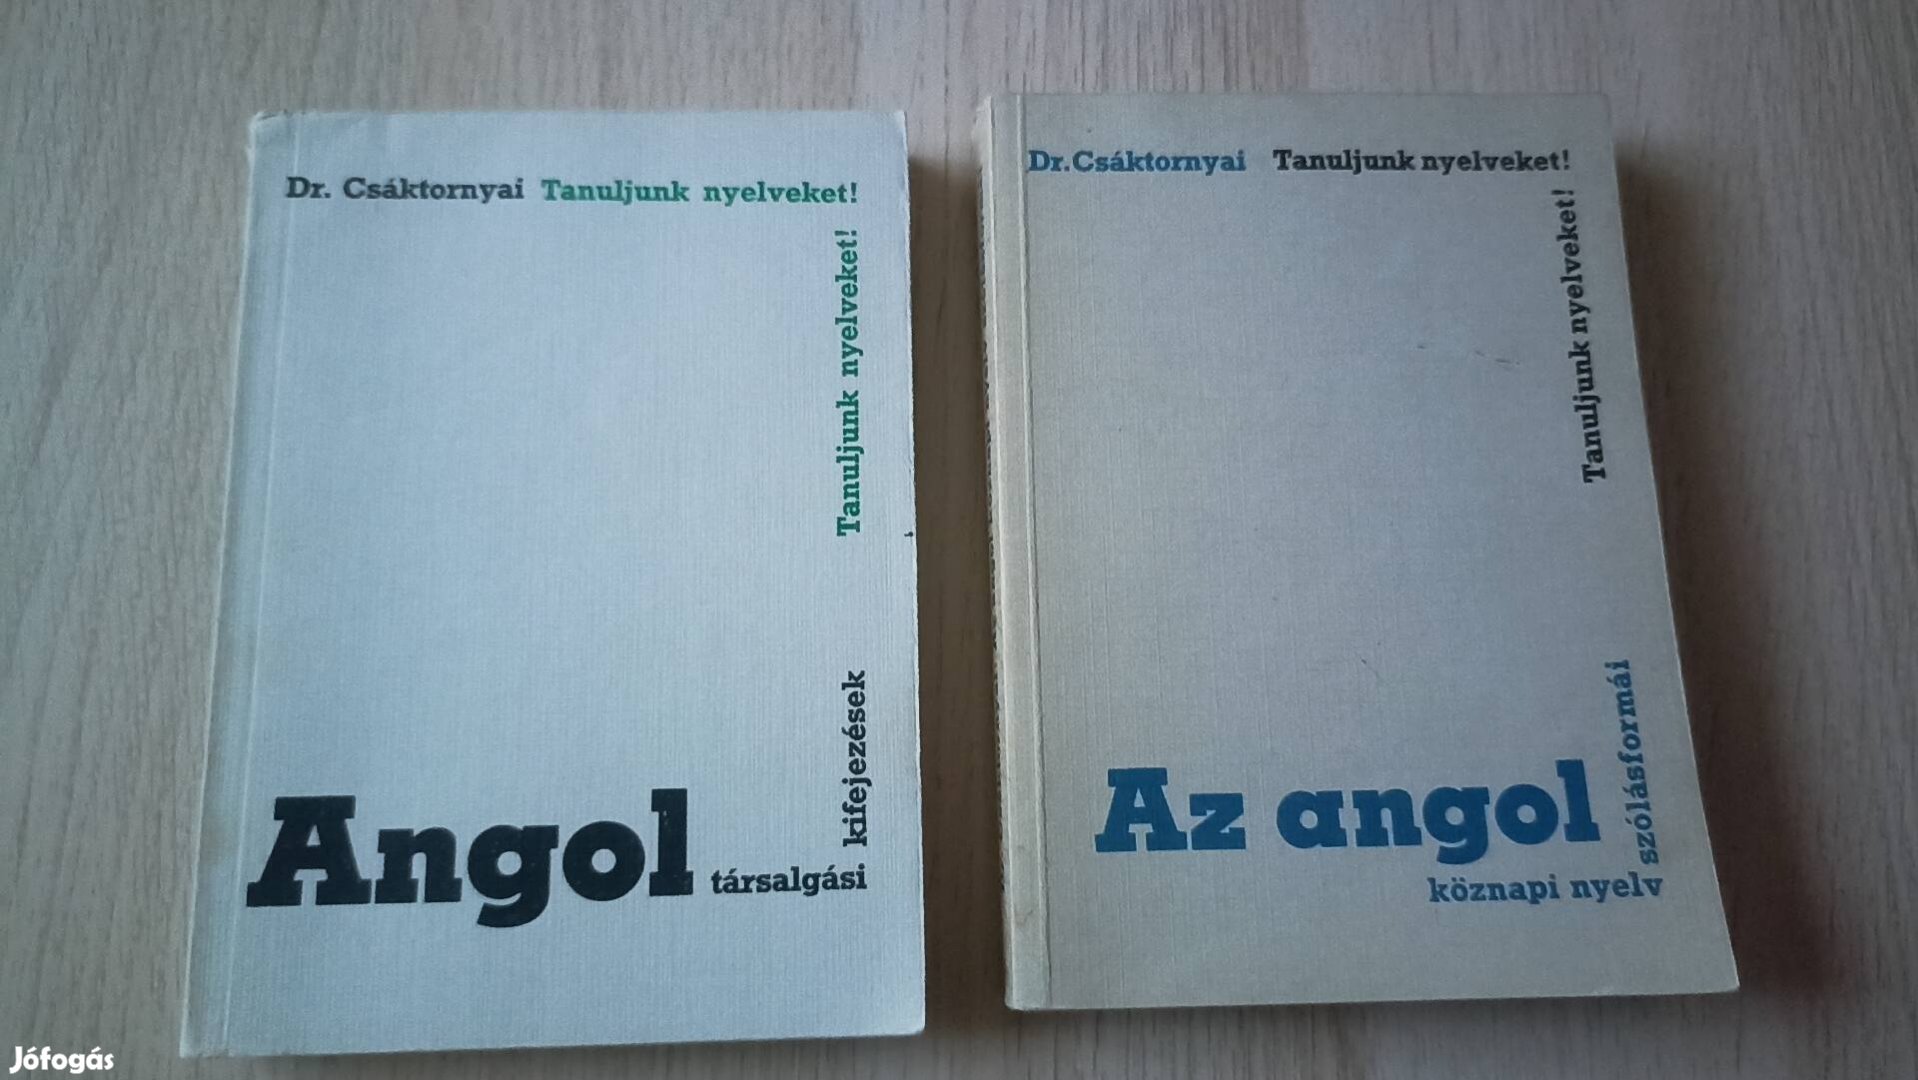 Dr. Csáktornyai Tanuljunk nyelveket!
Tanuljunk nyelveket!
Angol
társalgási
kifejezések
Dr. Csáktornyai Tanuljunk nyelveket!
Tanuljunk nyelveket!
Az angol
köznapi nyelv
szólásformái
Jófogás